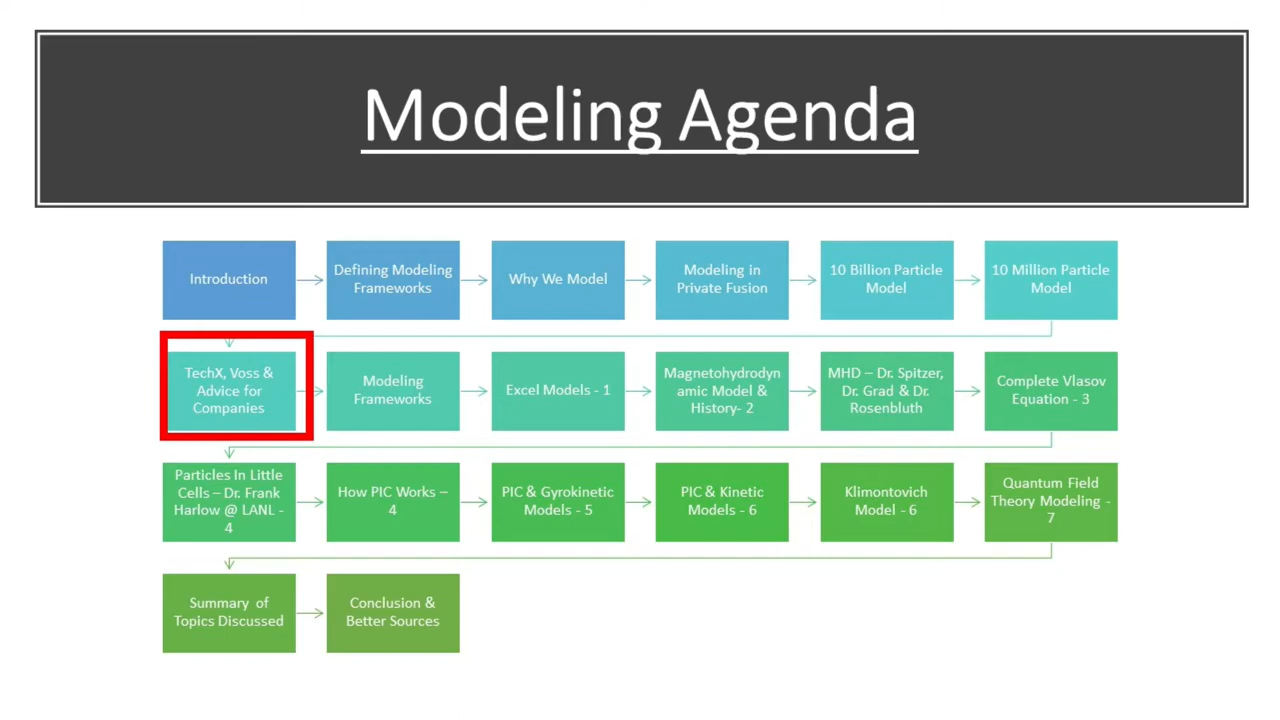 Modeling Agenda
Introduction
Defining Modeling
Frameworks
Why We Model
Modeling in
Private Fusion
10 Billion Particle
Model
10 Million Particle
Model
TechX, Voss &
Advice for
Companies
Modeling
Frameworks
Excel Models - 1
Magnetohydrodyn
amic Model &
History- 2
MHD – Dr. Spitzer,
Dr. Grad & Dr.
Rosenbluth
Complete Vlasov
Equation - 3
Particles In Little
Cells – Dr. Frank
Harlow @ LANL -
4
How PIC Works –
4
PIC & Gyrokinetic
Models - 5
PIC & Kinetic
Models - 6
Klimontovich
Model - 6
Quantum Field
Theory Modeling -
7
Summary of
Topics Discussed
Conclusion &
Better Sources